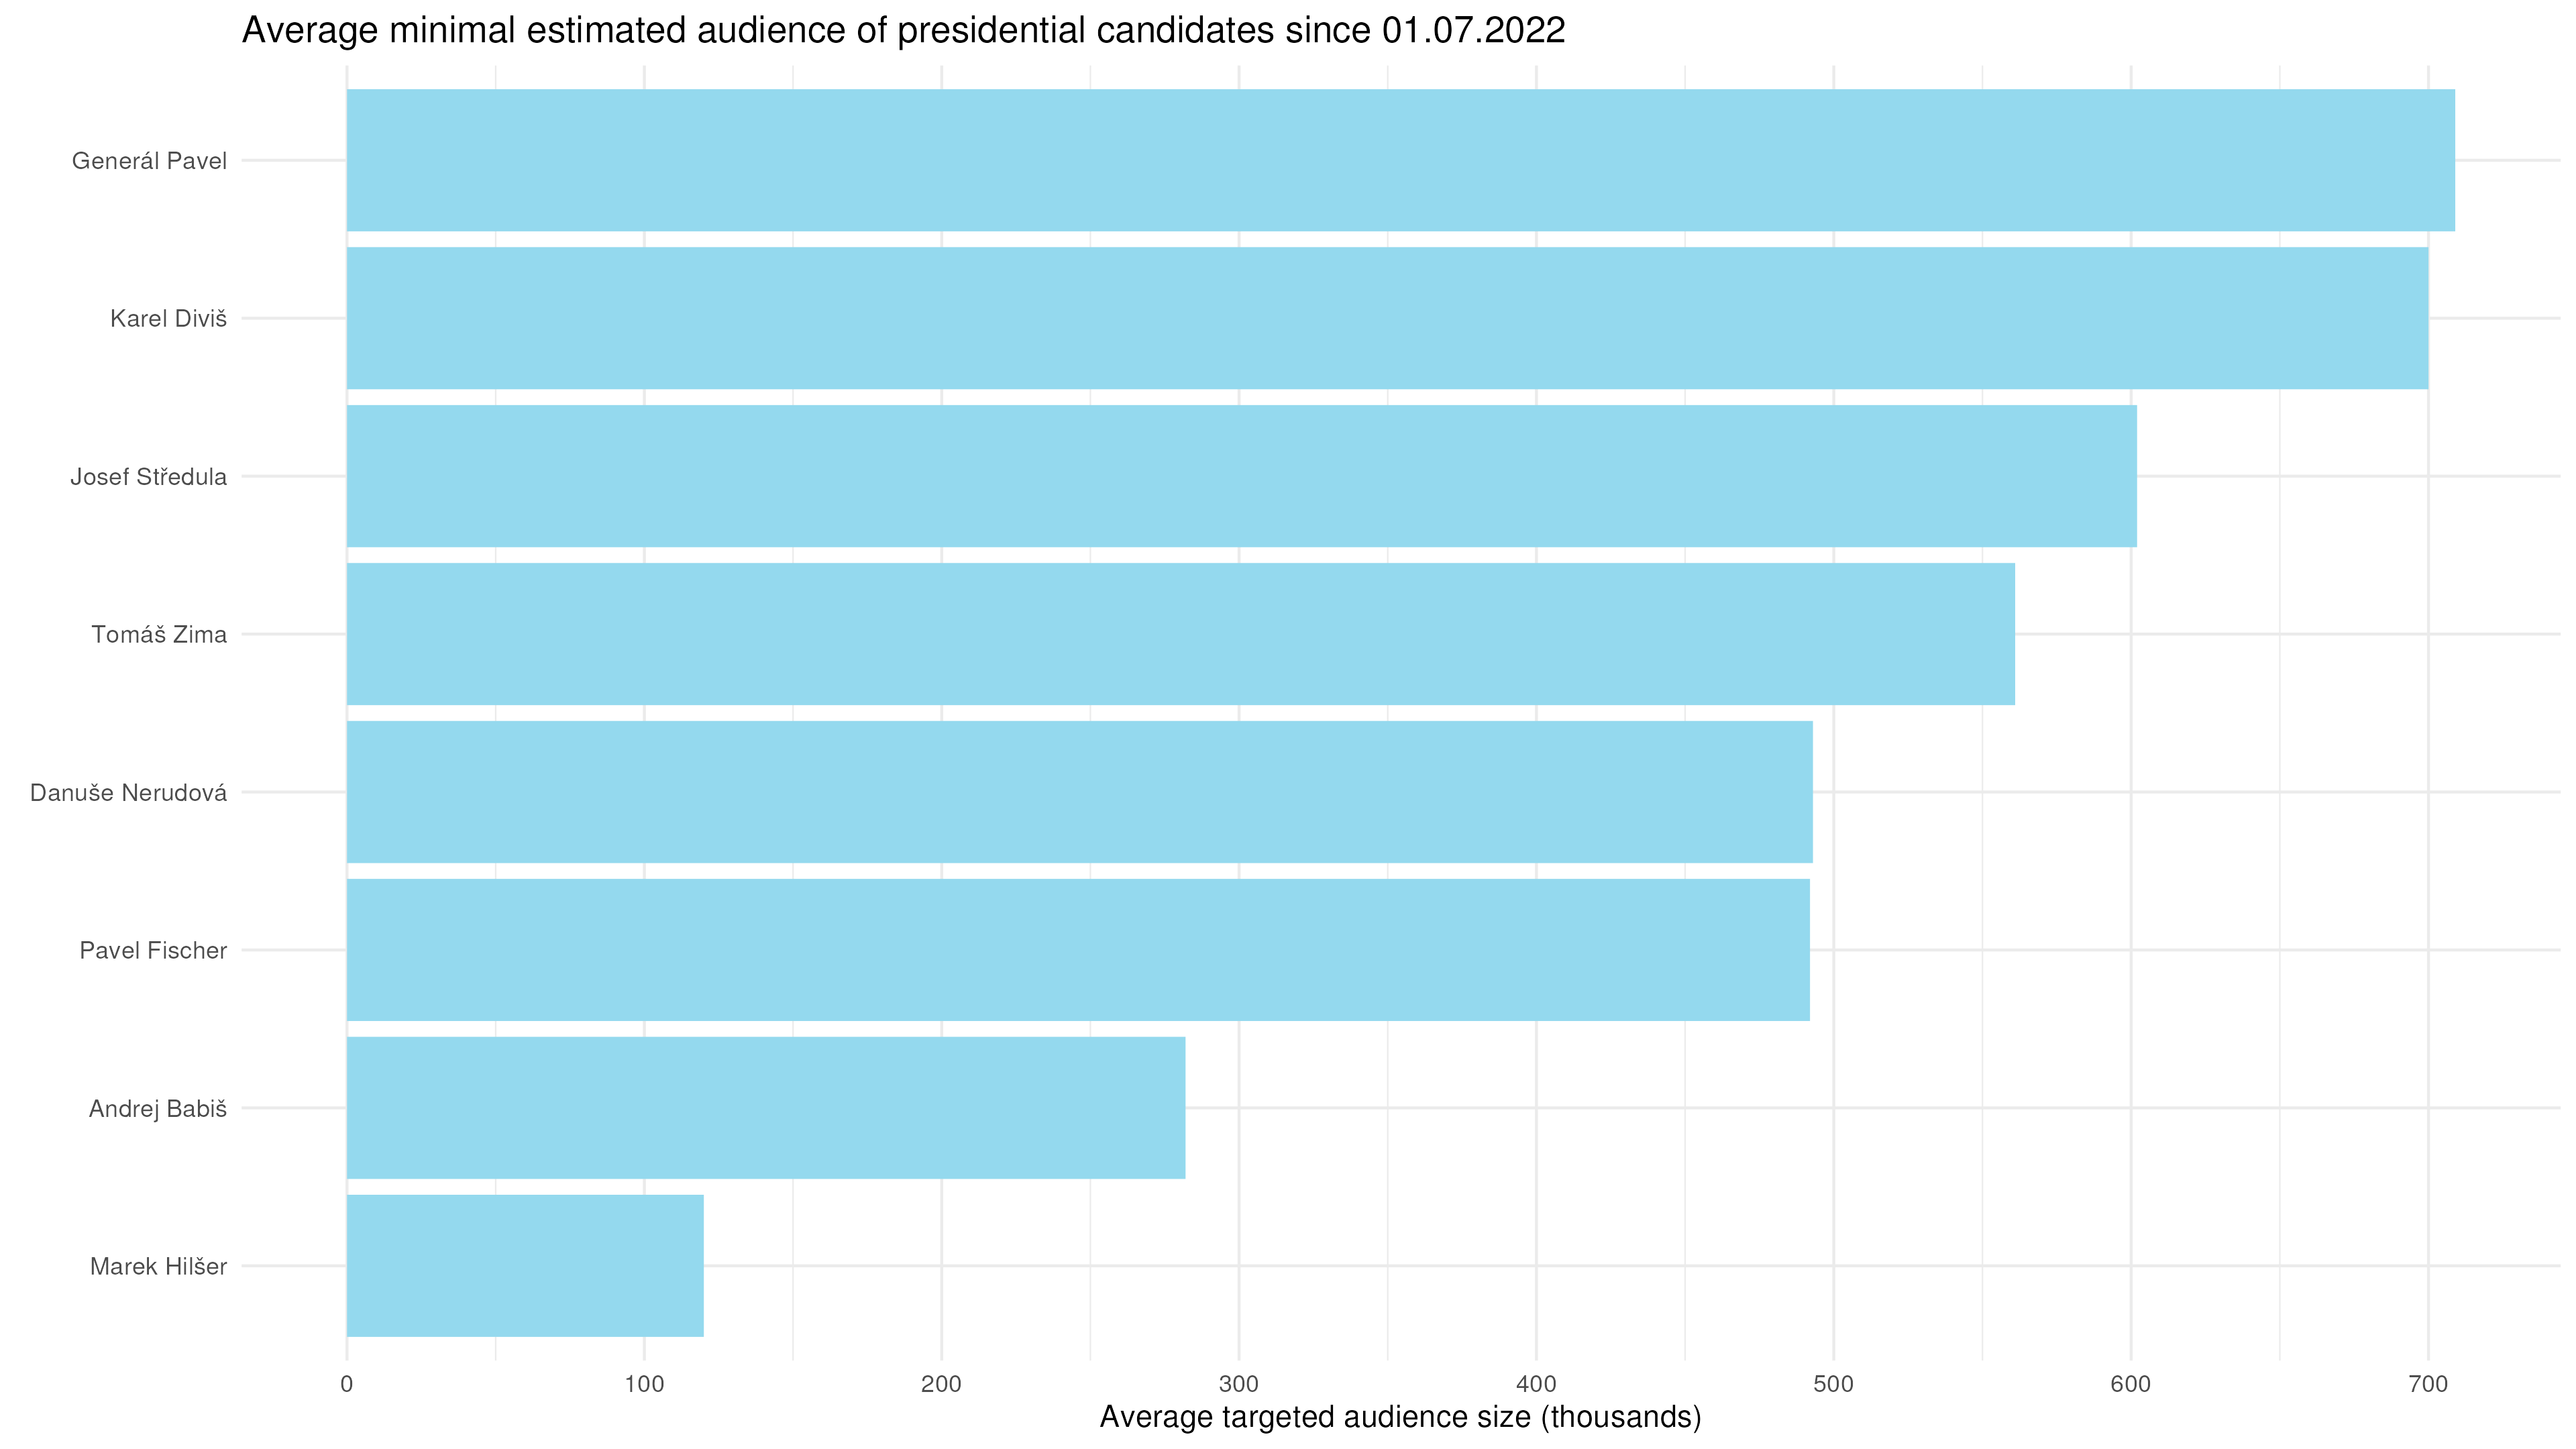 Average minimal estimated audience of presidential candidates since 01.07.2022
Generál Pavel
Karel Diviš
Josef Středula
Tomáš Zima
Danuše Nerudová
Pavel Fischer
Andrej Babiš
Marek Hilšer
0 100 200 300 400 500 600 700
Average targeted audience size (thousands)